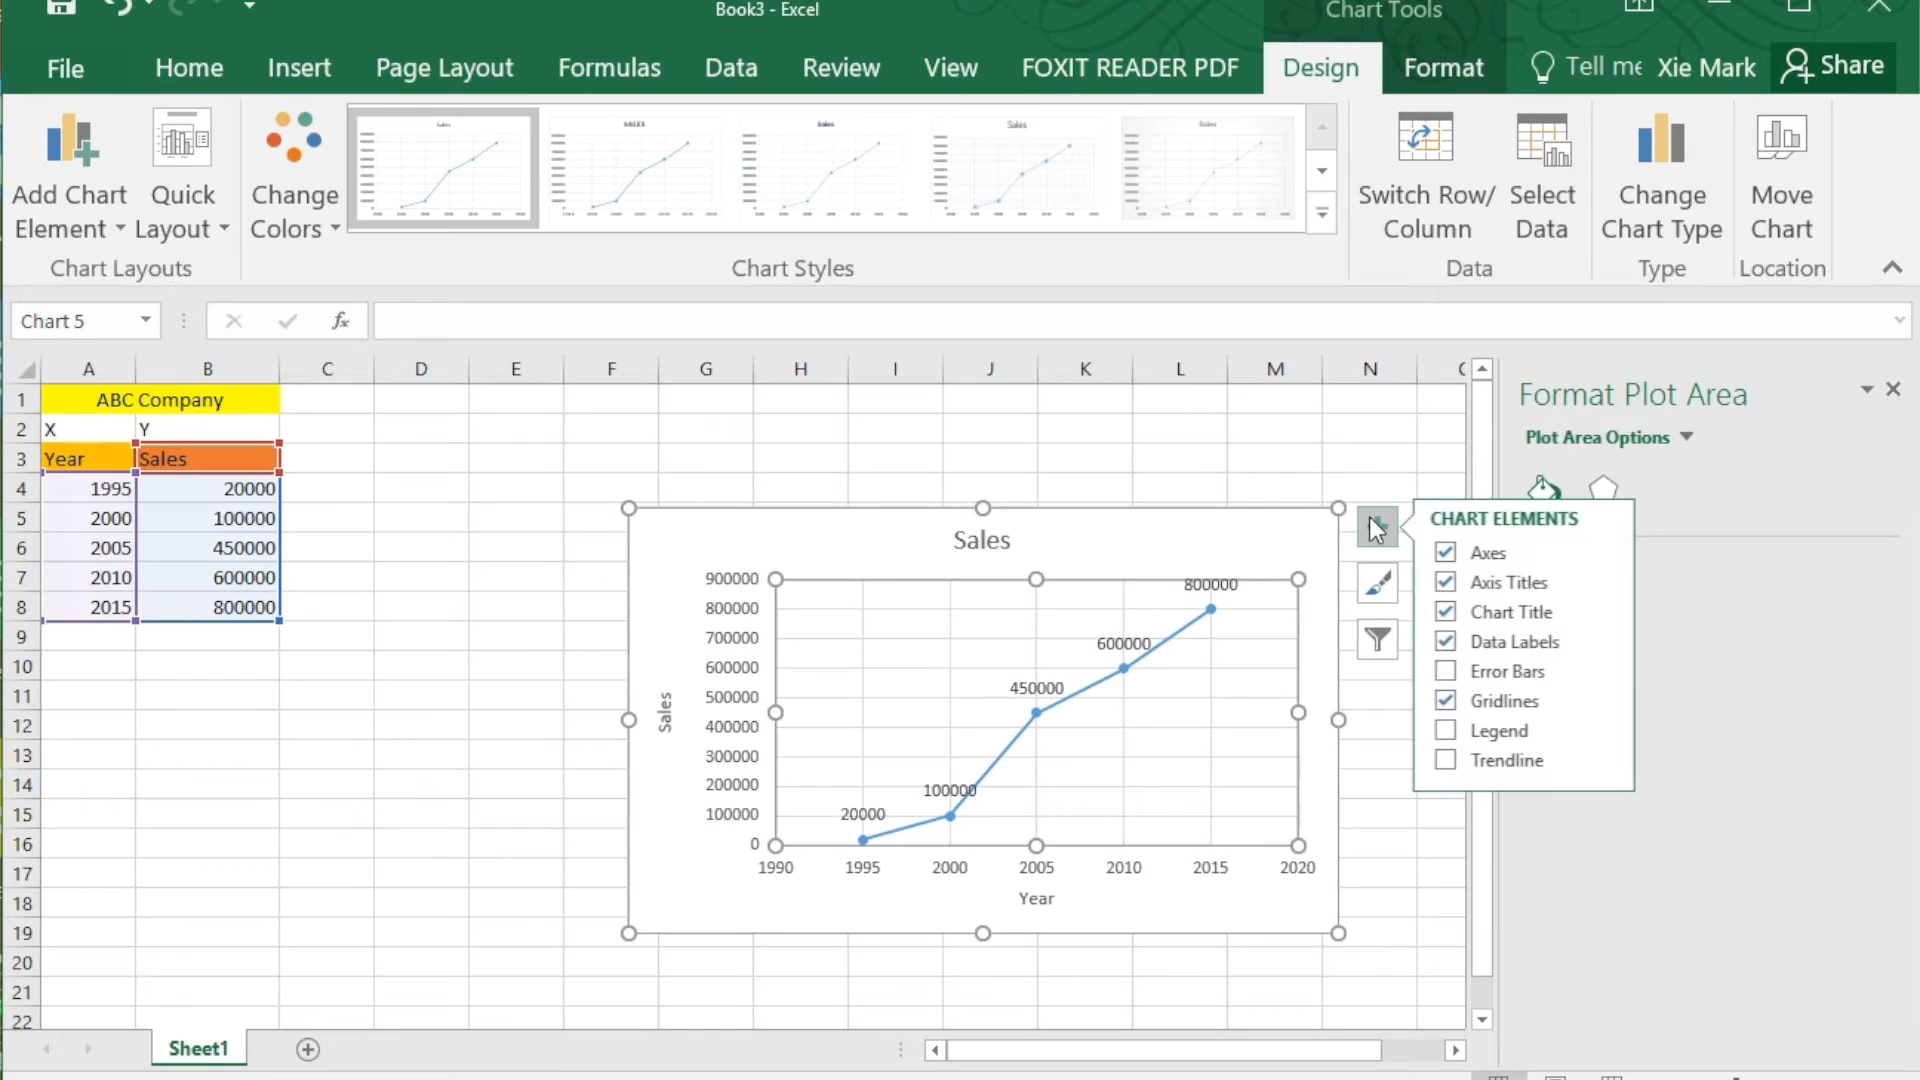 Book3 - Excel
Chart Tools
File Home Insert Page Layout Formulas Data Review View FOXIT READER PDF Design Format Tell me Xie Mark Share
Add Chart Element
Quick Layout
Change Colors
Switch Row/ Column
Select Data
Change Chart Type
Move Chart
Chart Layouts Chart Styles Data Type Location
Chart 5
fx
A B C D E F G H I J K L M N
1 ABC Company
2 X Y
3 Year Sales
4 1995 20000
5 2000 100000
6 2005 450000
7 2010 600000
8 2015 800000
9
10
11
12
13
14
15
16
17
18
19
20
21
22
Sales
900000
800000
700000
600000
500000
400000
300000
200000
100000
0
Sales
20000
100000
450000
600000
800000
1990 1995 2000 2005 2010 2015 2020
Year
Format Plot Area
Plot Area Options
CHART ELEMENTS
Axes
Axis Titles
Chart Title
Data Labels
Error Bars
Gridlines
Legend
Trendline
Sheet1